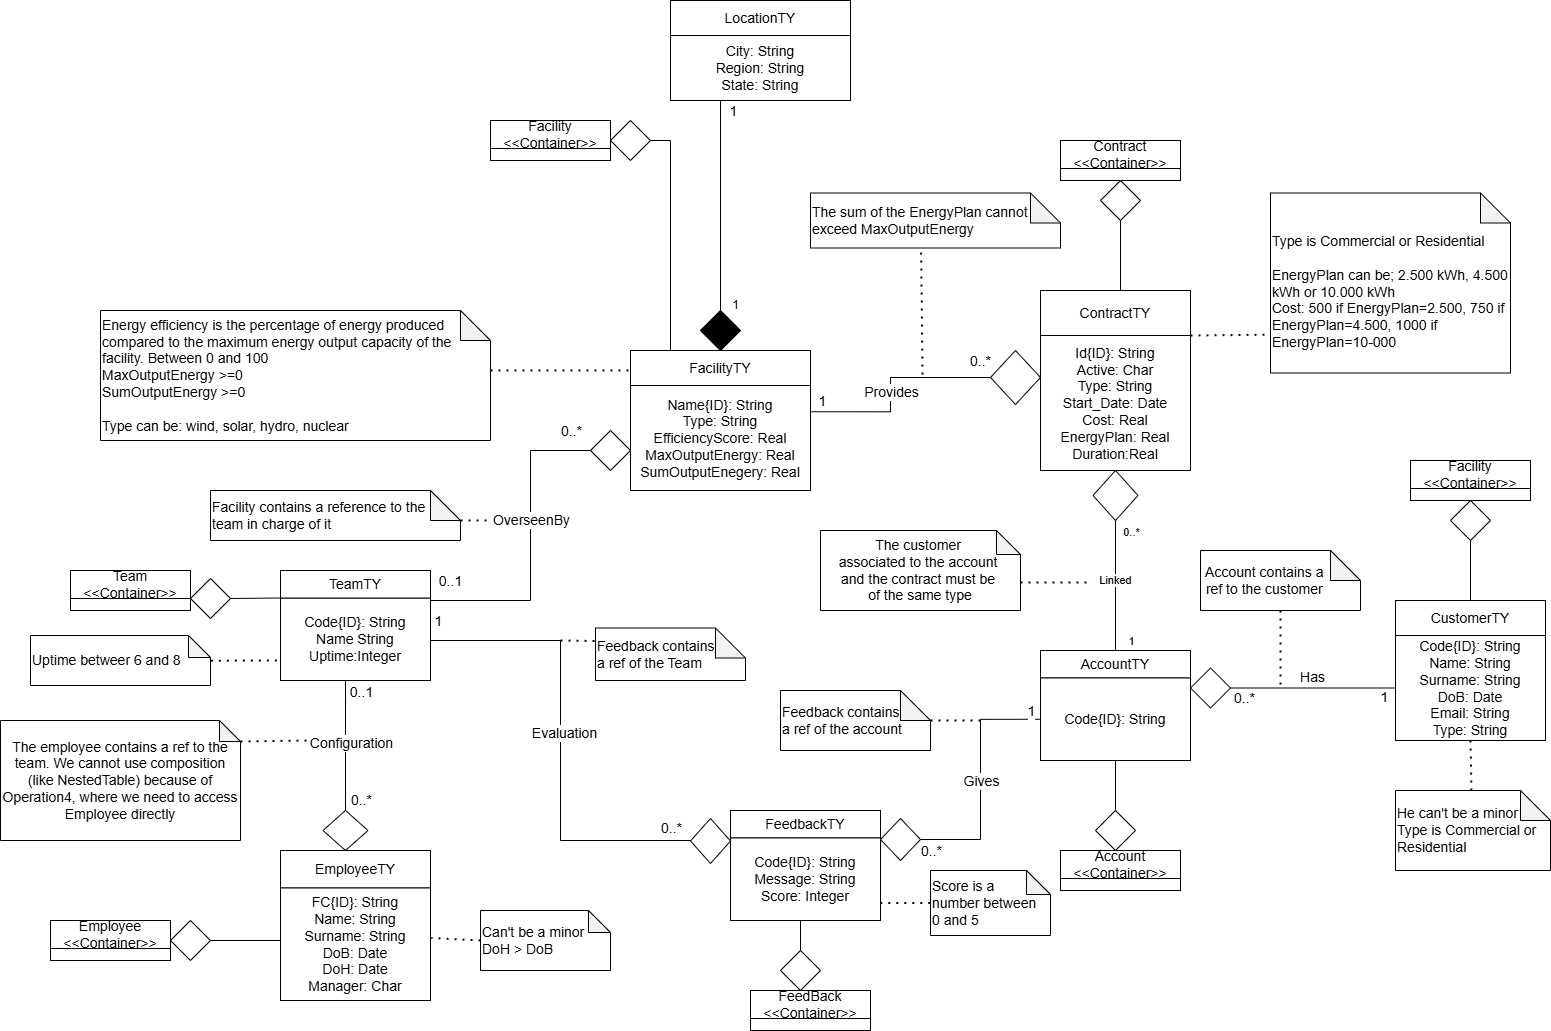 LocationTY
City: String
Region: String
State: String
1
Facility
<<Container>>
Contract
<<Container>>
The sum of the EnergyPlan cannot
exceed MaxOutputEnergy
Type is Commercial or Residential
EnergyPlan can be; 2.500 kWh, 4.500
kWh or 10.000 kWh
Cost: 500 if EnergyPlan=2.500, 750 if
EnergyPlan=4.500, 1000 if
EnergyPlan=10-000
1
Energy efficiency is the percentage of energy produced
compared to the maximum energy output capacity of the
facility. Between 0 and 100
MaxOutputEnergy >=0
SumOutputEnergy >=0
Type can be: wind, solar, hydro, nuclear
FacilityTY
Name{ID}: String
Type: String
EfficiencyScore: Real
MaxOutputEnergy: Real
SumOutputEnegery: Real
1
Provides
0..*
ContractTY
Id{ID}: String
Active: Char
Type: String
Start_Date: Date
Cost: Real
EnergyPlan: Real
Duration:Real
0..*
Facility contains a reference to the
team in charge of it
OverseenBy
0..1
Facility
<<Container>>
0..*
The customer
associated to the account
and the contract must be
of the same type
Linked
1
Account contains a
ref to the customer
Team
<<Container>>
TeamTY
Code{ID}: String
Name String
Uptime:Integer
1
Uptime between 6 and 8
Feedback contains
a ref of the Team
CustomerTY
Code{ID}: String
Name: String
Surname: String
DoB: Date
Email: String
Type: String
AccountTY
Code{ID}: String
0..*
Has
1
0..1
Feedback contains
a ref of the account
1
The employee contains a ref to the
team. We cannot use composition
(like NestedTable) because of
Operation4, where we need to access
Employee directly
Configuration
Evaluation
Gives
0..*
0..*
0..*
He can't be a minor
Type is Commercial or
Residential
FeedbackTY
Code{ID}: String
Message: String
Score: Integer
Account
<<Container>>
Score is a
number between
0 and 5
EmployeeTY
FC{ID}: String
Name: String
Surname: String
DoB: Date
DoH: Date
Manager: Char
Employee
<<Container>>
Can't be a minor
DoH > DoB
FeedBack
<<Container>>